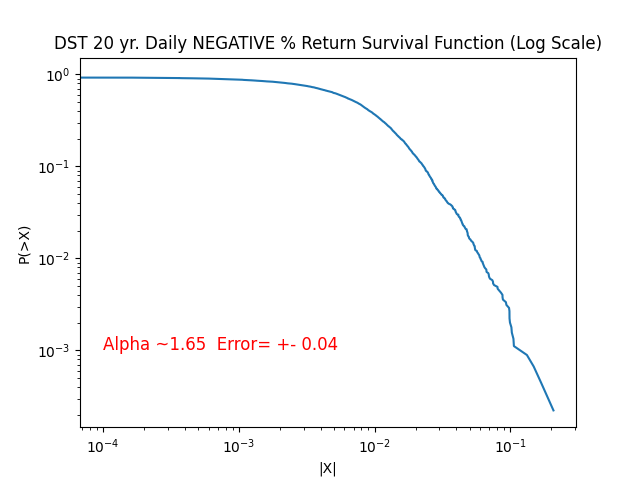 DST 20 yr. Daily NEGATIVE % Return Survival Function (Log Scale)
10⁰
10⁻¹
10⁻²
10⁻³
P(>X)
Alpha ~1.65  Error= +- 0.04
10⁻⁴ 10⁻³ 10⁻² 10⁻¹
|X|